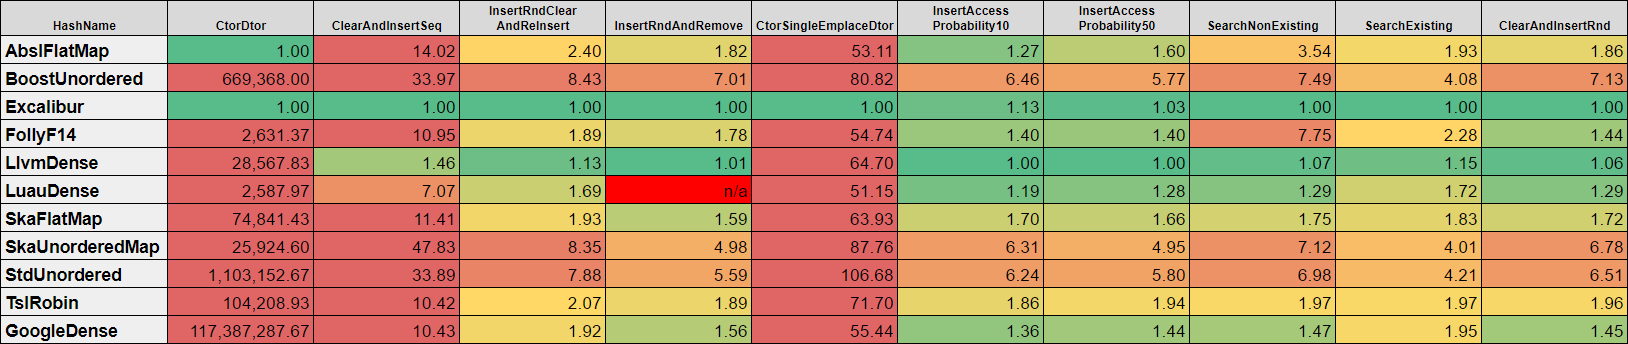 HashName CtorDtor ClearAndInsertSeq InsertRndClear AndReInsert InsertRndAndRemove CtorSingleEmplaceDtor InsertAccess Probability10 InsertAccess Probability50 SearchNonExisting SearchExisting ClearAndInsertRnd
AbslFlatMap 1.00 14.02 2.40 1.82 53.11 1.27 1.60 3.54 1.93 1.86
BoostUnordered 669,368.00 33.97 8.43 7.01 80.82 6.46 5.77 7.49 4.08 7.13
Excalibur 1.00 1.00 1.00 1.00 1.00 1.13 1.03 1.00 1.00 1.00
FollyF14 2,631.37 10.95 1.89 1.78 54.74 1.40 1.40 7.75 2.28 1.44
LlvmDense 28,567.83 1.46 1.13 1.01 64.70 1.00 1.00 1.07 1.15 1.06
LuauDense 2,587.97 7.07 1.69 n/a 51.15 1.19 1.28 1.29 1.72 1.29
SkaFlatMap 74,841.43 11.41 1.93 1.59 63.93 1.70 1.66 1.75 1.83 1.72
SkaUnorderedMap 25,924.60 47.83 8.35 4.98 87.76 6.31 4.95 7.12 4.01 6.78
StdUnordered 1,103,152.67 33.89 7.88 5.59 106.68 6.24 5.80 6.98 4.21 6.51
TslRobin 104,208.93 10.42 2.07 1.89 71.70 1.86 1.94 1.97 1.97 1.96
GoogleDense 117,387,287.67 10.43 1.92 1.56 55.44 1.36 1.44 1.47 1.95 1.45